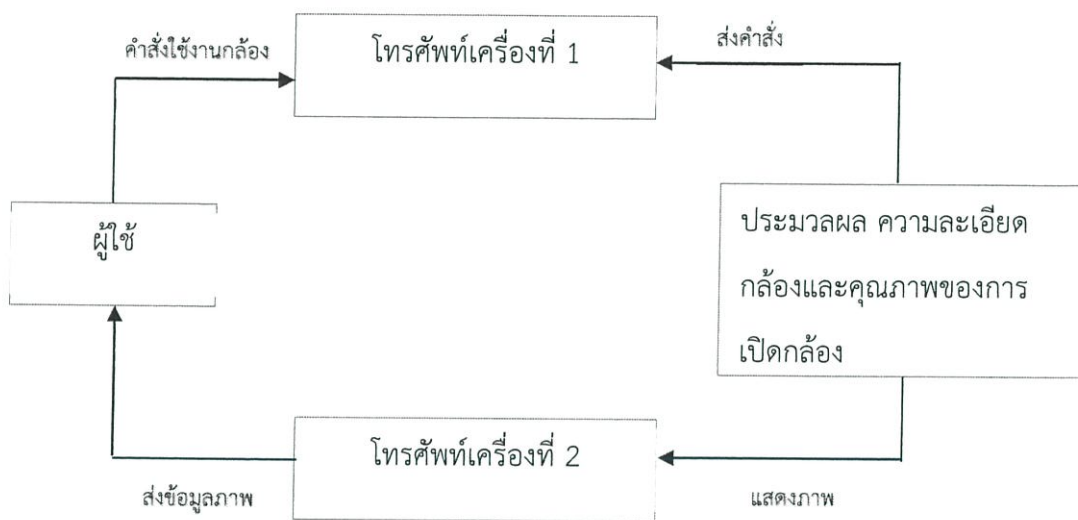 คำสั่งใช้งานกล้อง
โทรศัพท์เครื่องที่ 1
ส่งคำสั่ง
ผู้ใช้
ประมวลผล ความละเอียด
กล้องและคุณภาพของการ
เปิดกล้อง
โทรศัพท์เครื่องที่ 2
ส่งข้อมูลภาพ
แสดงภาพ